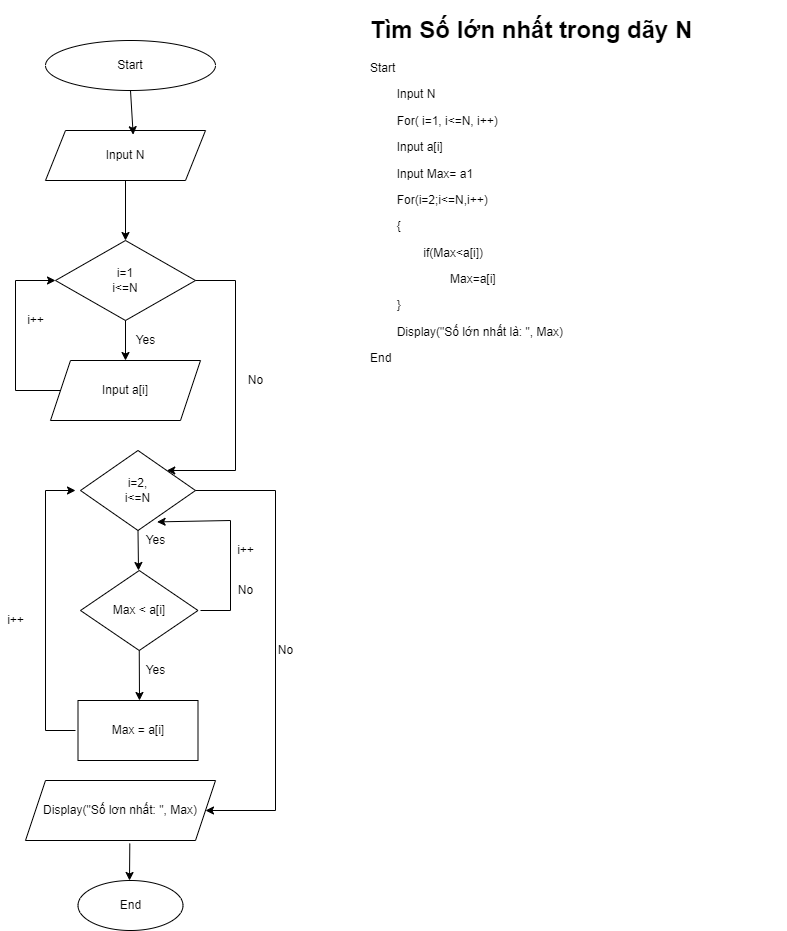 Tìm Số lớn nhất trong dãy N
Start
Input N
For( i=1, i<=N, i++)
Input a[i]
Input Max= a1
For(i=2;i<=N,i++)
{
if(Max<a[i])
Max=a[i]
}
Display("Số lớn nhất là: ", Max)
End
Start
Input N
i=1
i<=N
i++
Yes
Input a[i]
No
i=2,
i<=N
Yes
i++
Max < a[i]
No
i++
No
Yes
Max = a[i]
Display("Số lơn nhất: ", Max)
End